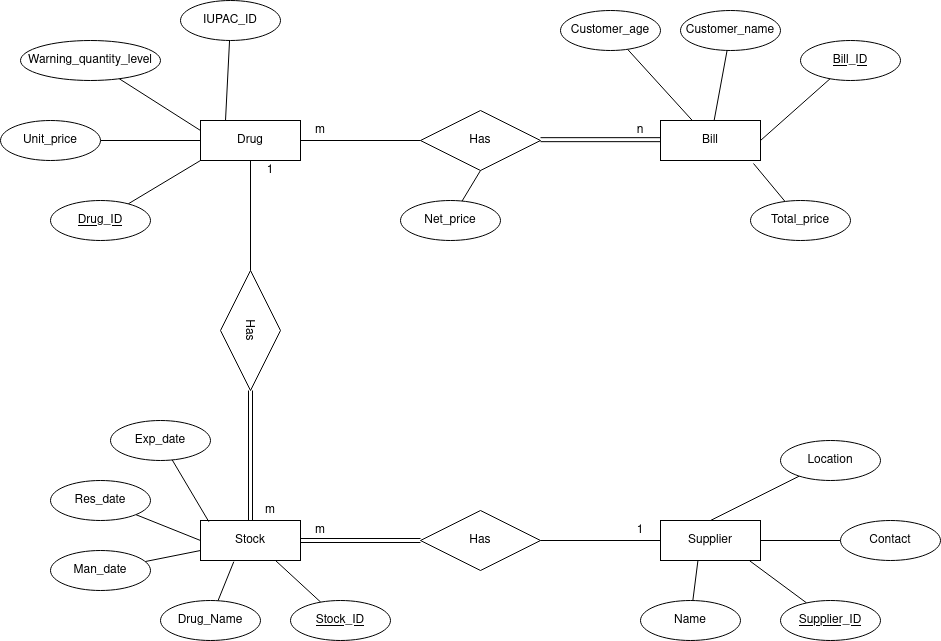 IUPAC_ID
Customer_age
Customer_name
Warning_quantity_level
Bill_ID
Unit_price
Drug
m
Has
n
Bill
1
Drug_ID
Net_price
Total_price
Has
Exp_date
Location
Res_date
m
Stock
m
Has
1
Supplier
Contact
Man_date
Drug_Name
Stock_ID
Name
Supplier_ID